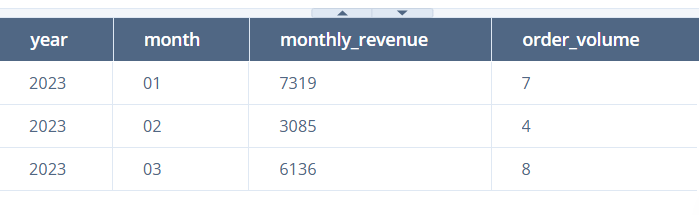 year month monthly_revenue order_volume
2023 01 7319 7
2023 02 3085 4
2023 03 6136 8